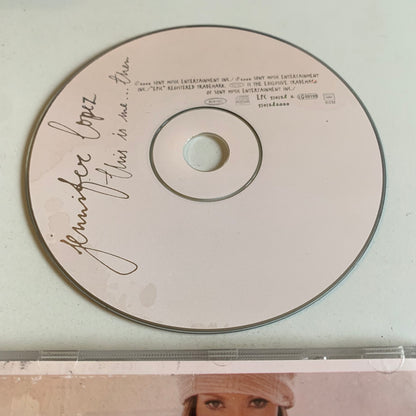 jennifer lopez
this is me... then
SONY MUSIC ENTERTAINMENT INC./ SONY MUSIC ENTERTAINMENT
INC./"EPIC" REGISTERED TRADEMARK. IS THE EXCLUSIVE TRADEMARK
OF SONY MUSIC ENTERTAINMENT INC./
EPC